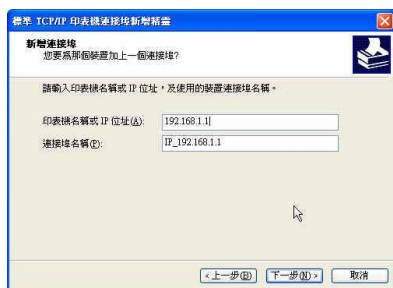 標準 TCP/IP 印表機連接埠新增精靈
新增連接埠
您要為那個裝置加上一個連接埠?
請輸入印表機名稱或 IP 位址，及使用的裝置連接埠名稱。
印表機名稱或 IP 位址(A): 192.168.1.1
連接埠名稱(P): IP_192.168.1.1
<上一步(B) 下一步(N)> 取消